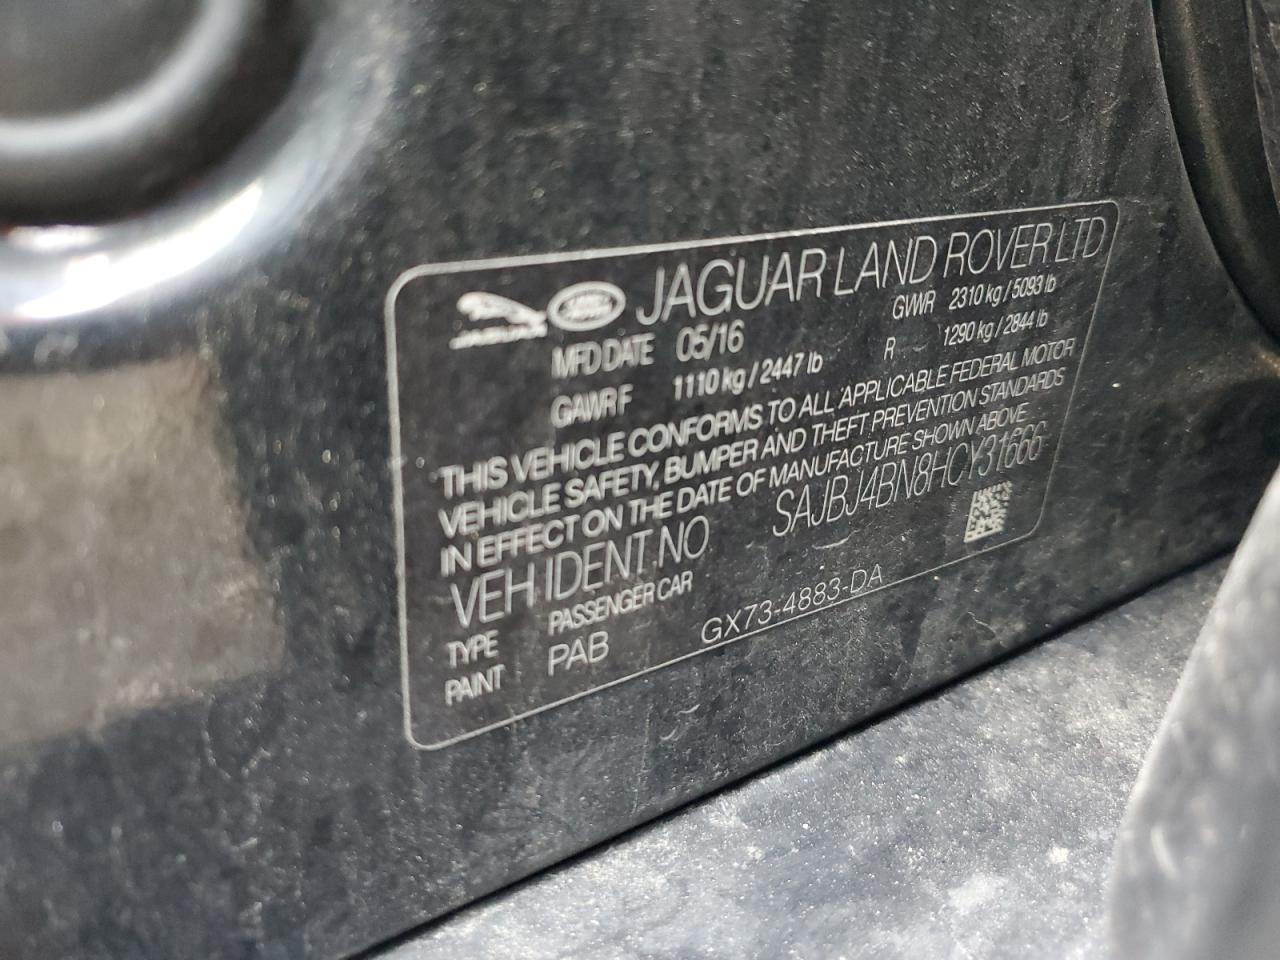 JAGUAR LAND ROVER LTD
JAGUAR
MFD DATE 05/16 GVWR 2310 kg / 5093 lb
GAWR F 1110 kg / 2447 lb R 1290 kg / 2844 lb
THIS VEHICLE CONFORMS TO ALL APPLICABLE FEDERAL MOTOR
VEHICLE SAFETY, BUMPER AND THEFT PREVENTION STANDARDS
IN EFFECT ON THE DATE OF MANUFACTURE SHOWN ABOVE
VEH IDENT. NO SAJBJ4BN8HCY31666
TYPE PASSENGER CAR
PAINT PAB GX73-4883-DA